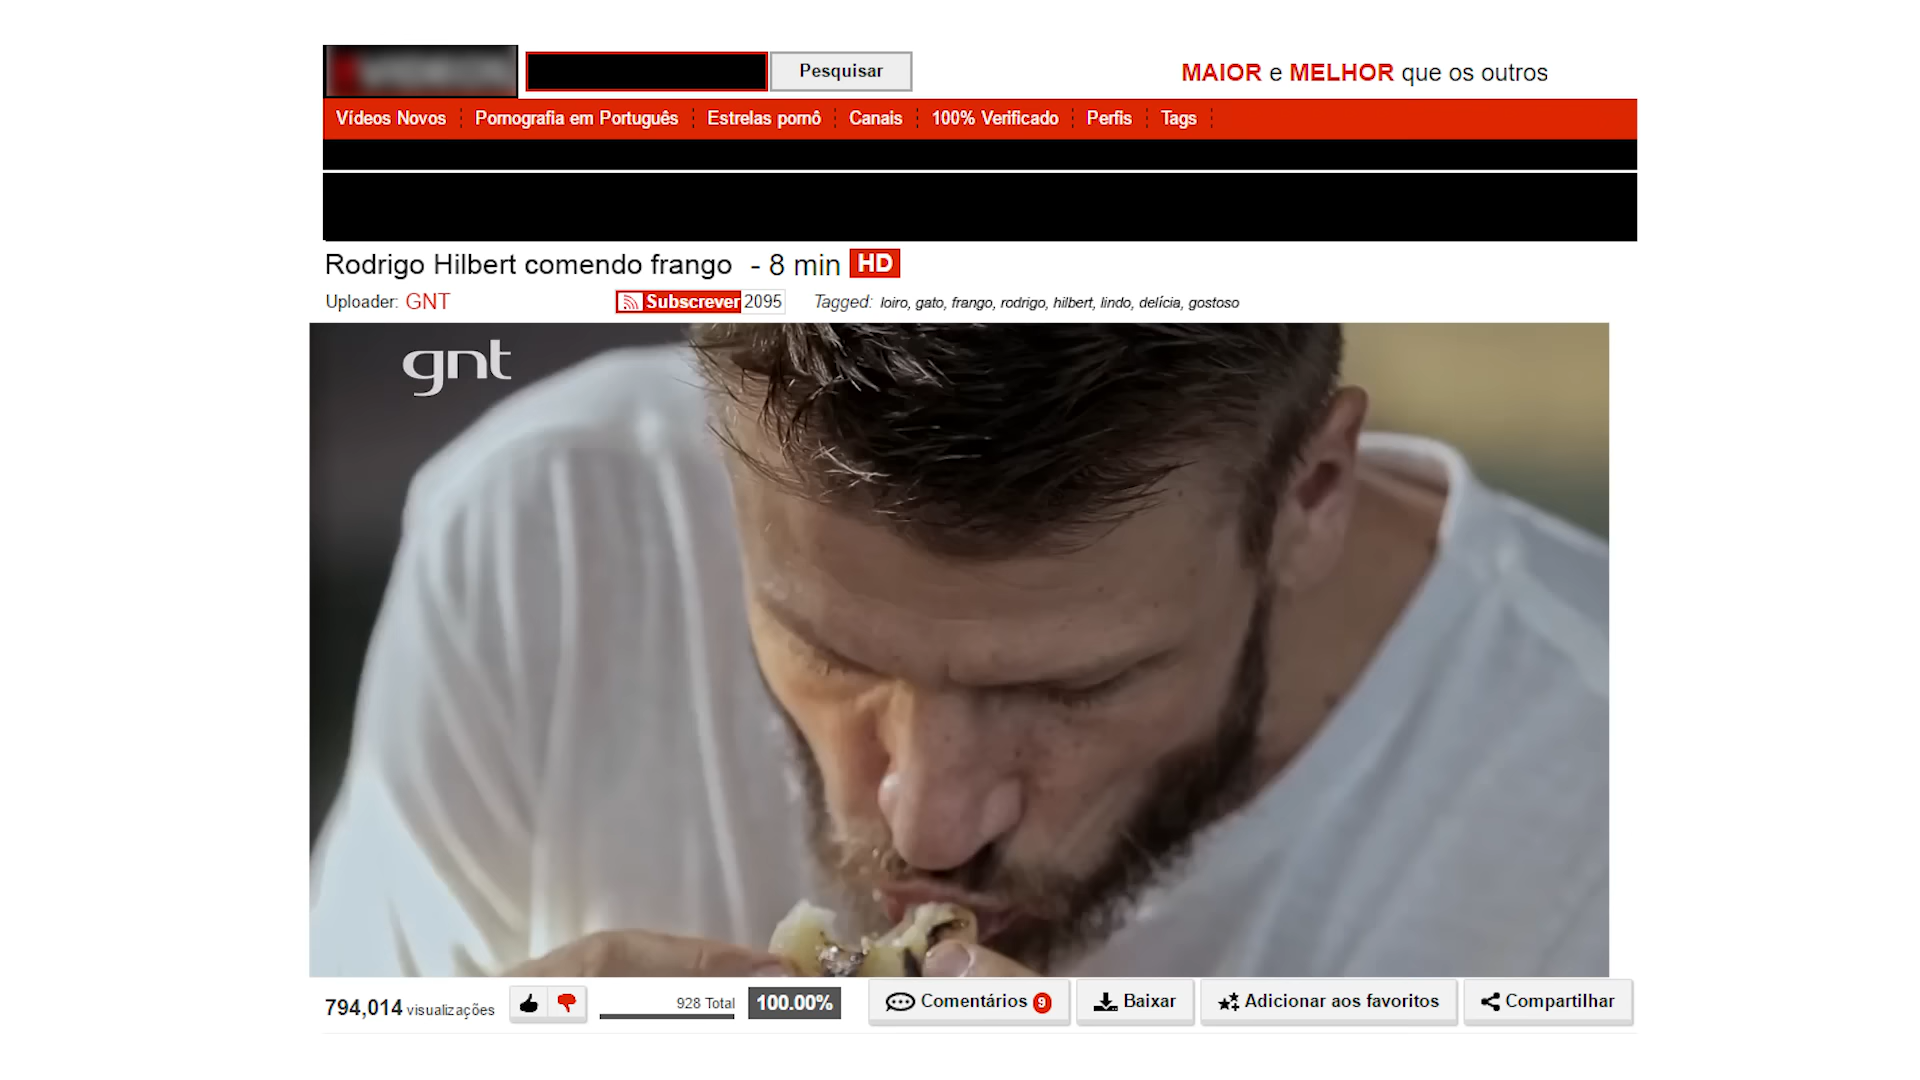 Pesquisar
MAIOR e MELHOR que os outros
Vídeos Novos Pornografia em Português Estrelas pornô Canais 100% Verificado Perfis Tags
Rodrigo Hilbert comendo frango - 8 min HD
Uploader: GNT Subscrever 2095 Tagged: loiro, gato, frango, rodrigo, hilbert, lindo, delícia, gostoso
gnt
794,014 visualizações 928 Total 100.00% Comentários 9 Baixar Adicionar aos favoritos Compartilhar